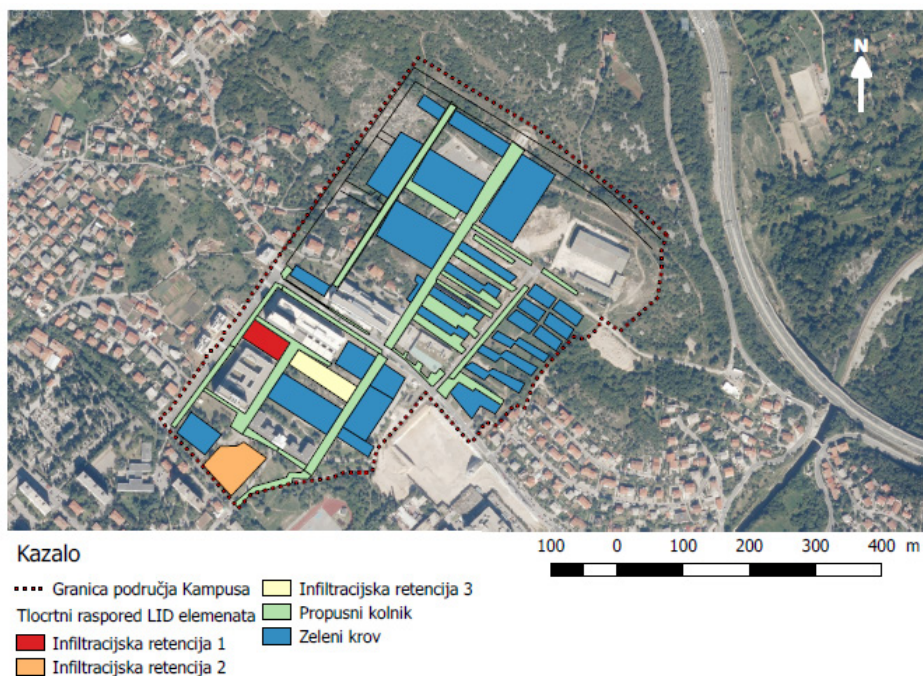 N
100 0 100 200 300 400 m
Kazalo
Granica područja Kampusa
Tlocrtni raspored LID elemenata
Infiltracijska retencija 1
Infiltracijska retencija 2
Infiltracijska retencija 3
Propusni kolnik
Zeleni krov